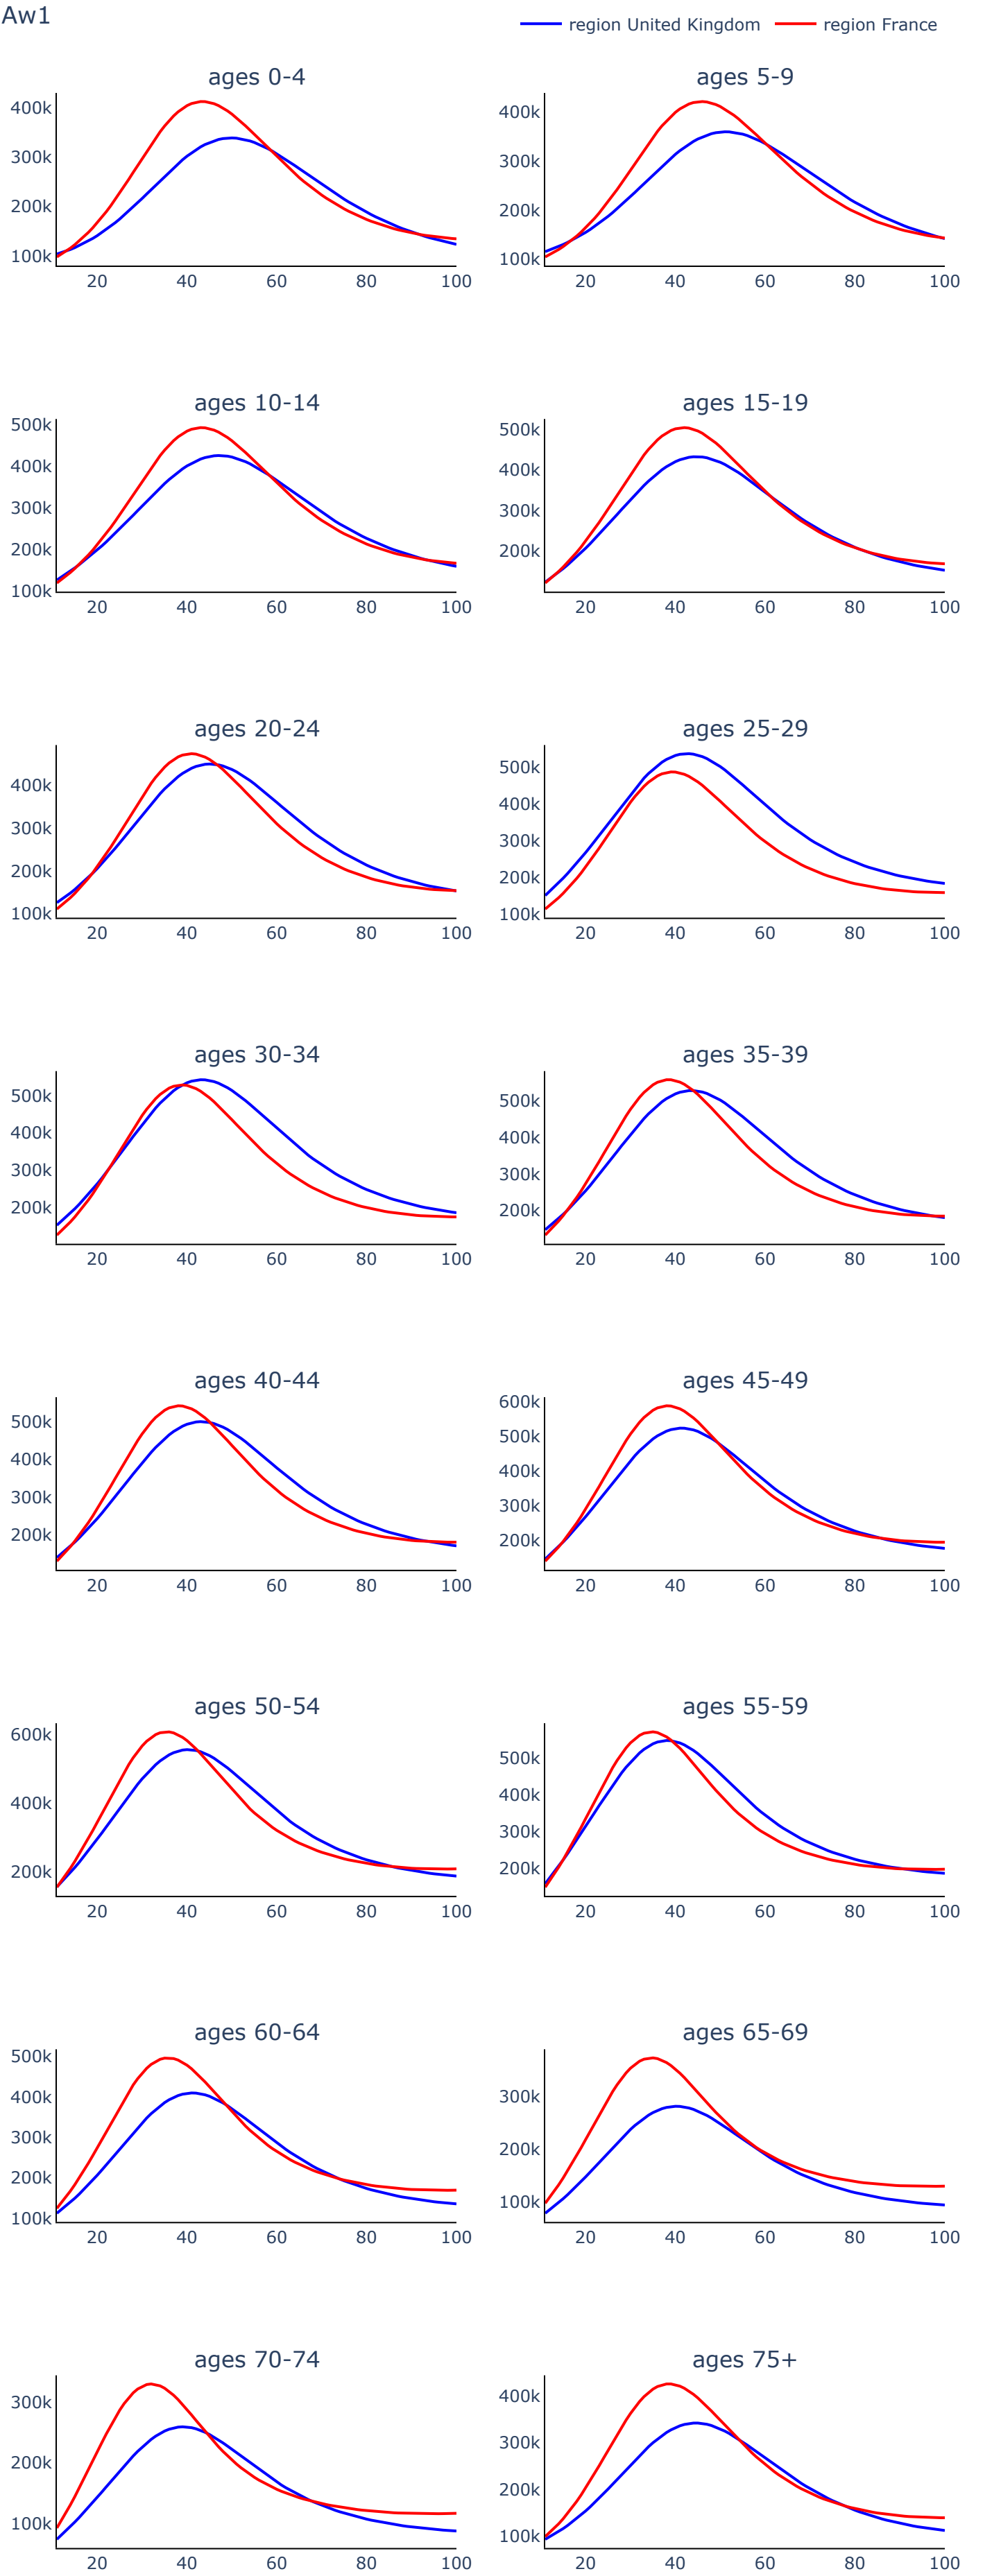 Aw1
region United Kingdom region France
ages 0-4 ages 5-9
400k 400k
300k 300k
200k 200k
100k 100k
20 40 60 80 100 20 40 60 80 100
ages 10-14 ages 15-19
500k 500k
400k 400k
300k 300k
200k 200k
100k
20 40 60 80 100 20 40 60 80 100
ages 20-24 ages 25-29
500k
400k 400k
300k 300k
200k 200k
100k 100k
20 40 60 80 100 20 40 60 80 100
ages 30-34 ages 35-39
500k 500k
400k 400k
300k 300k
200k 200k
20 40 60 80 100 20 40 60 80 100
ages 40-44 ages 45-49
600k
500k 500k
400k 400k
300k 300k
200k 200k
20 40 60 80 100 20 40 60 80 100
ages 50-54 ages 55-59
600k
500k
400k 400k
300k
200k 200k
20 40 60 80 100 20 40 60 80 100
ages 60-64 ages 65-69
500k
400k 300k
300k
200k 200k
100k 100k
20 40 60 80 100 20 40 60 80 100
ages 70-74 ages 75+
300k 400k
300k
200k 200k
100k 100k
20 40 60 80 100 20 40 60 80 100